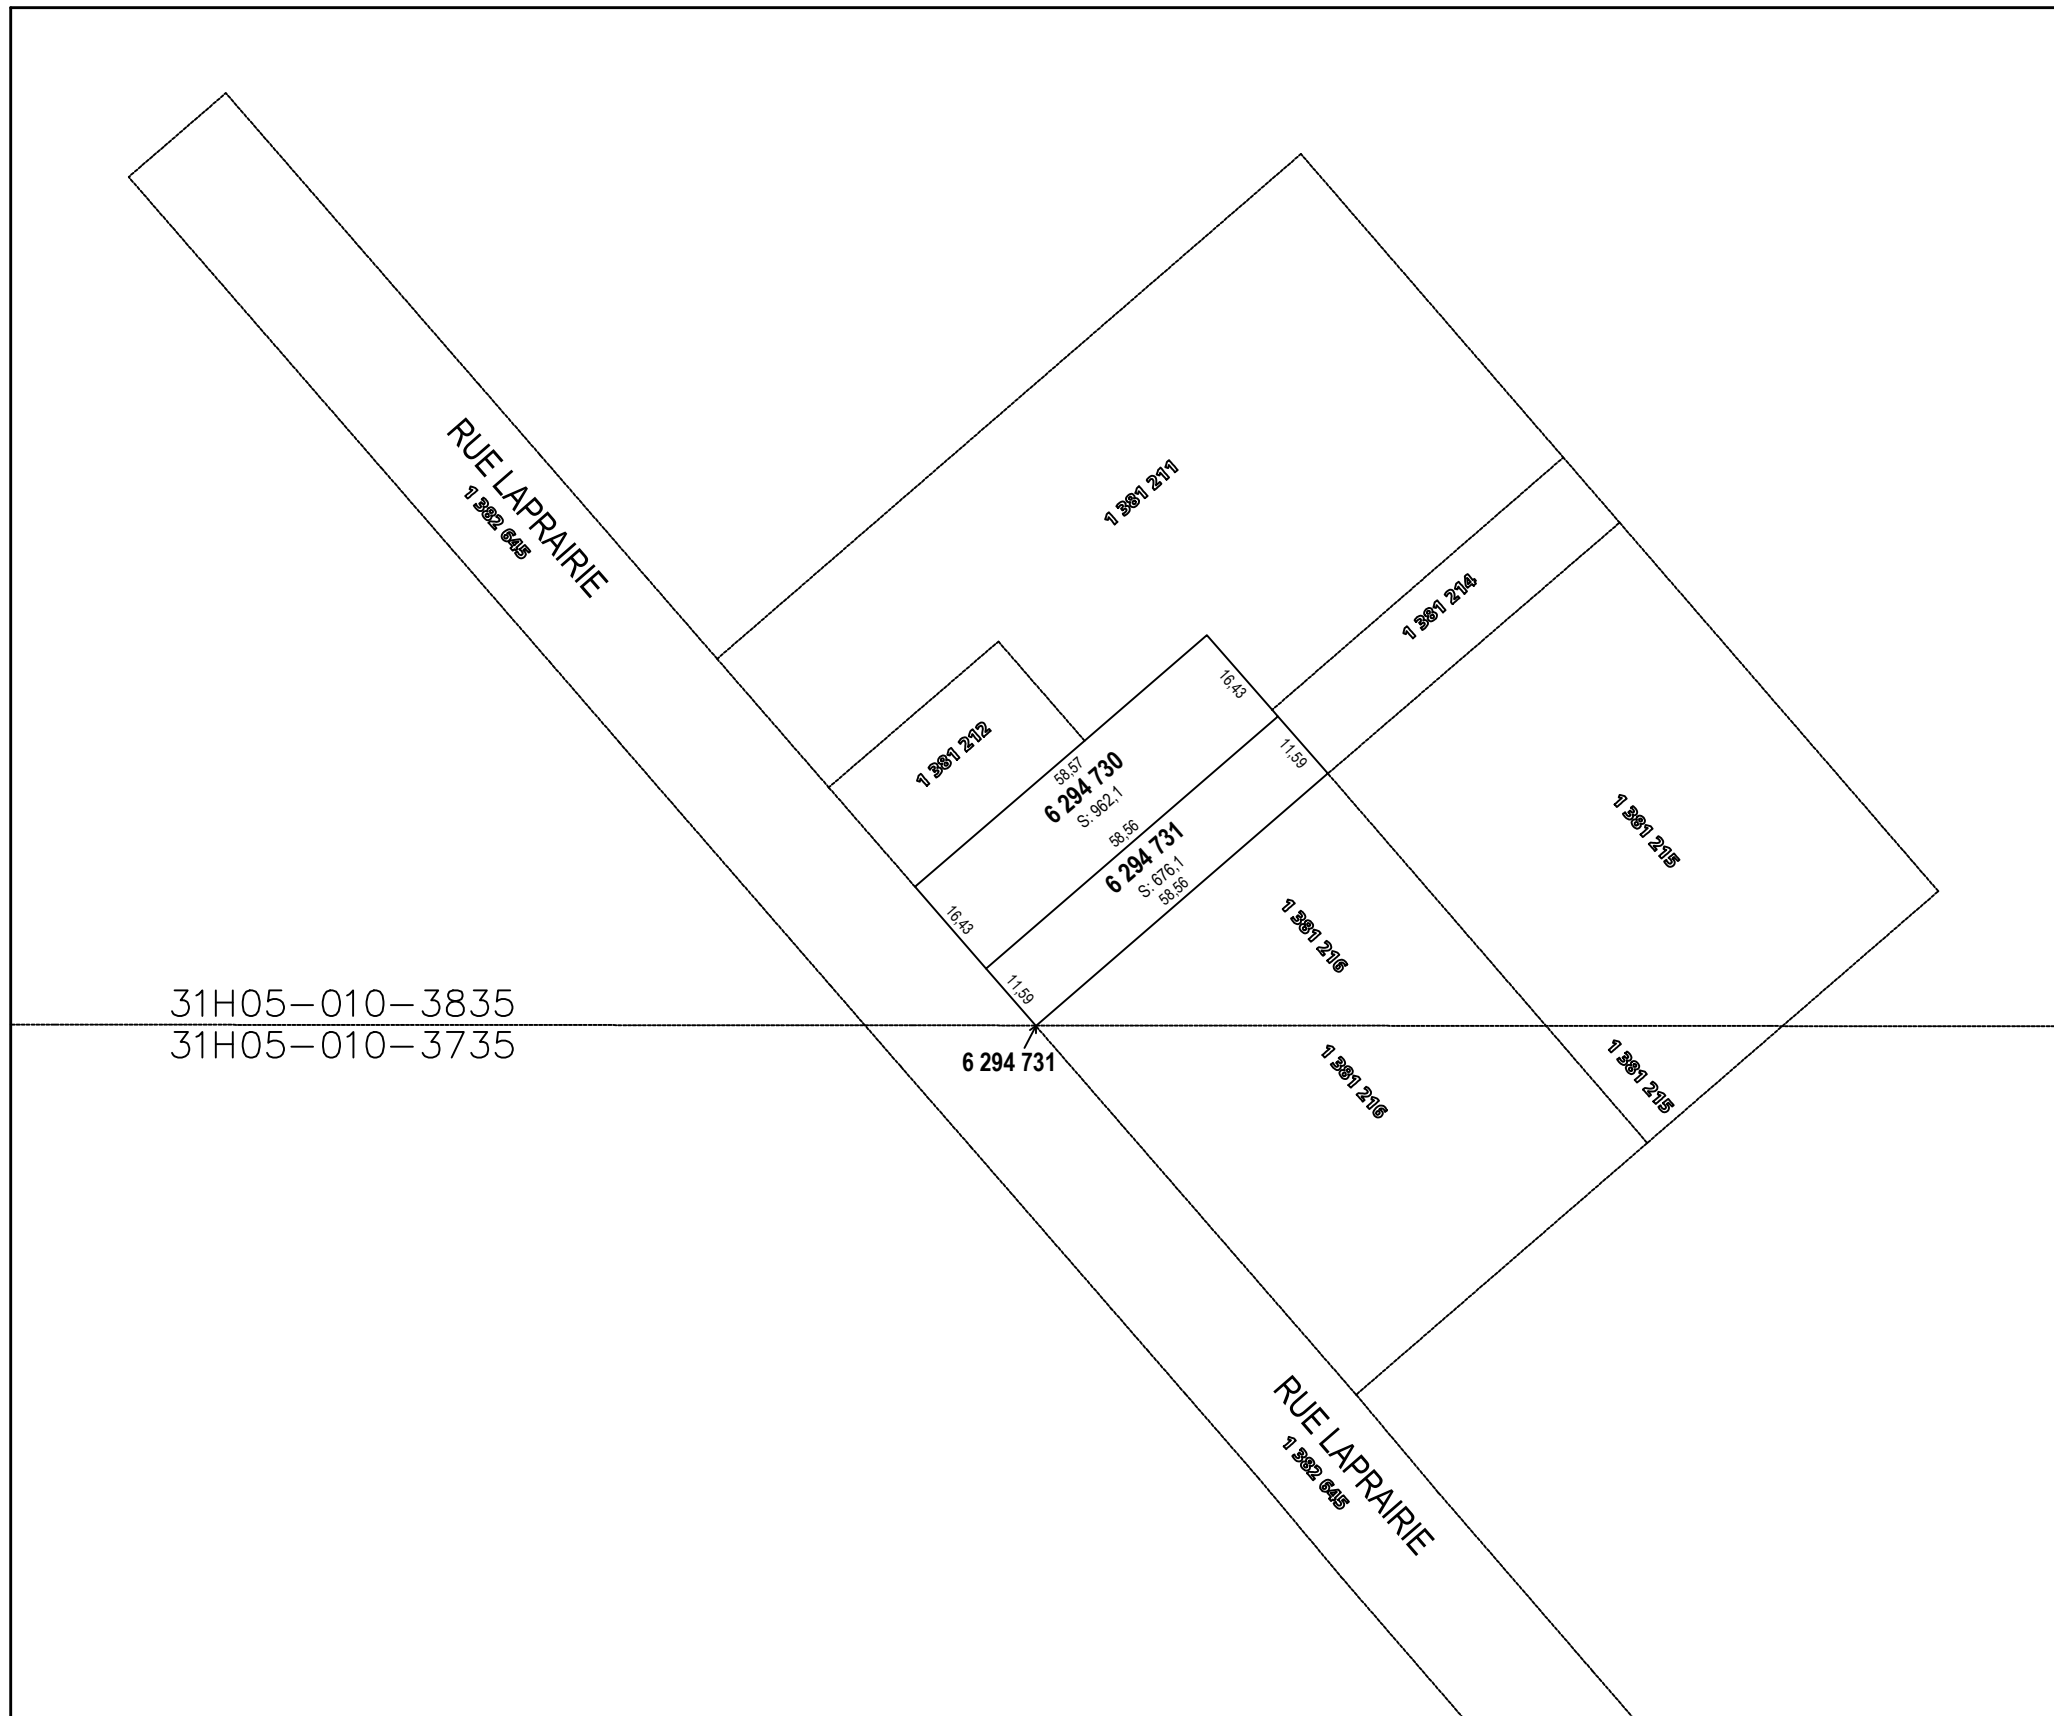 RUE LAPRAIRIE
1 382 645
1 381 211
1 381 214
16,43
1 381 212
11,59
58,57
6 294 730
S: 962,1
58,56
6 294 731
S: 676,1
58,56
1 381 215
16,43
1 381 216
11,59
31H05-010-3835
31H05-010-3735
6 294 731
1 381 216
1 381 215
RUE LAPRAIRIE
1 382 645